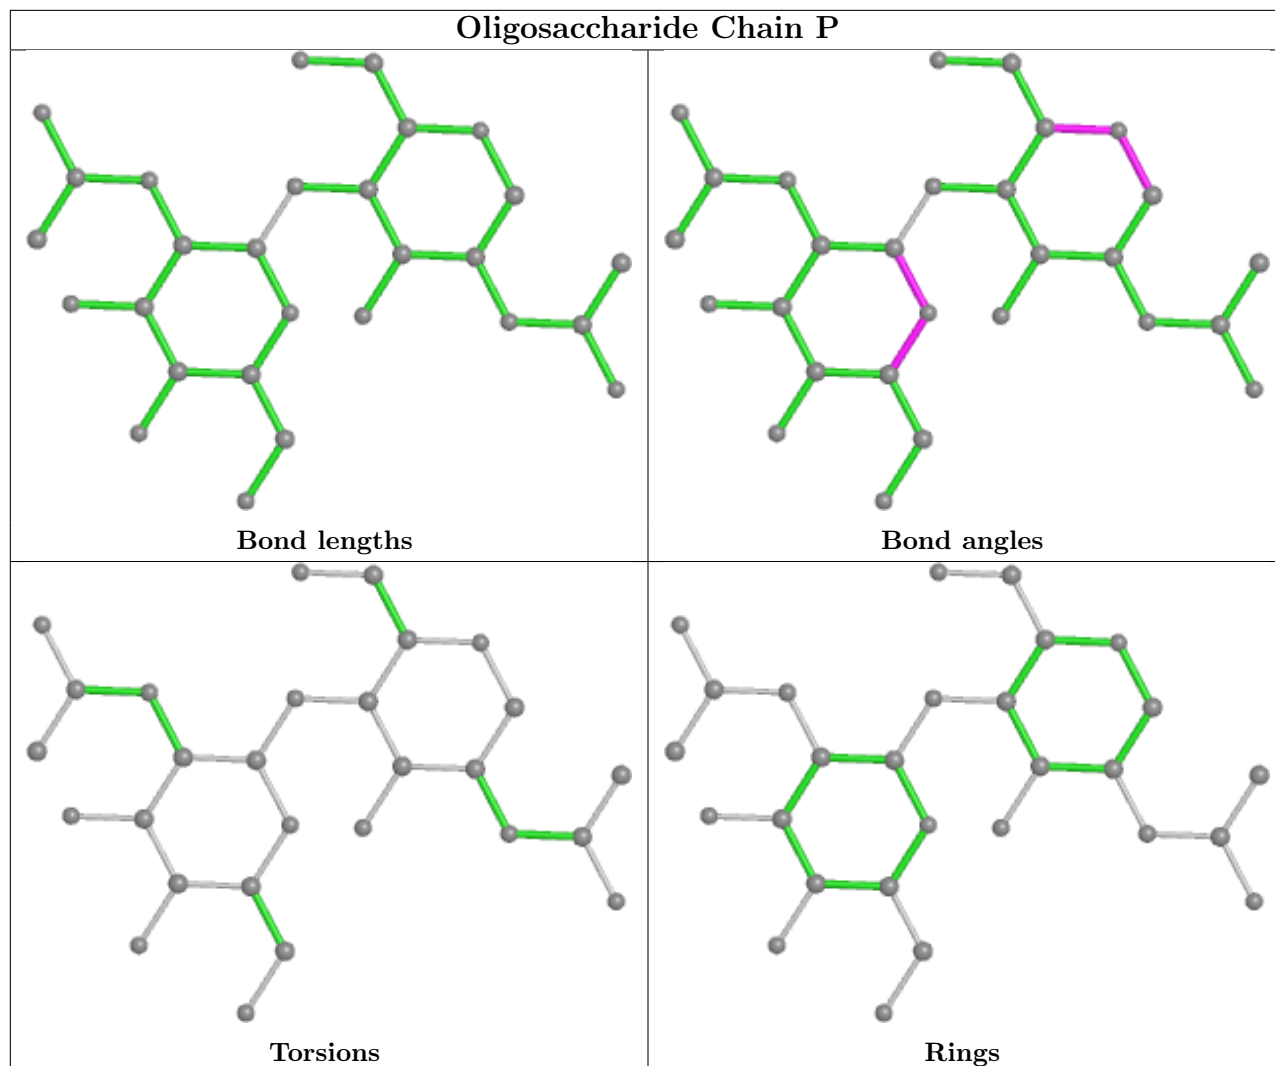 Oligosaccharide Chain P
Bond lengths
Bond angles
Torsions
Rings